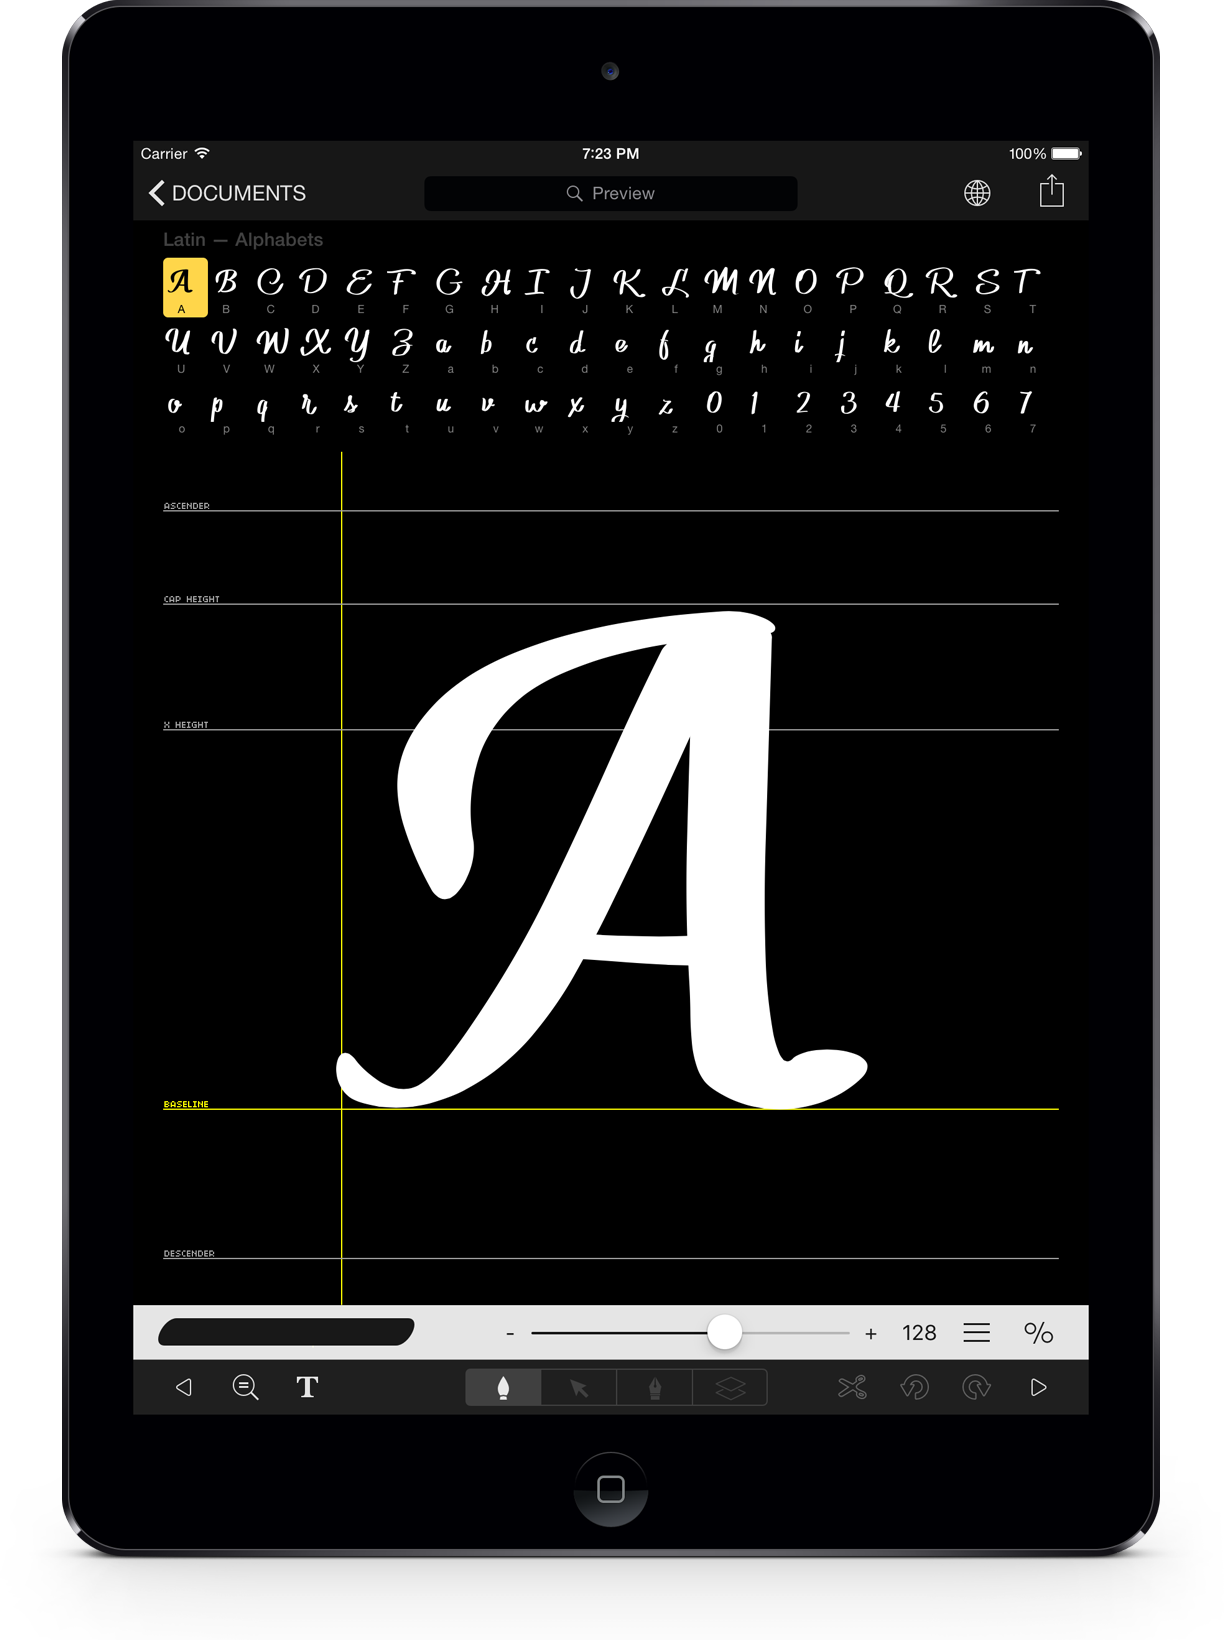 Carrier 7:23 PM 100%
DOCUMENTS Preview
Latin — Alphabets
A B C D E F G H I J K L M N O P Q R S T
A B C D E F G H I J K L M N O P Q R S T
U V W X Y Z a b c d e f g h i j k l m n
U V W X Y Z a b c d e f g h i j k l m n
o p q r s t u v w x y z 0 1 2 3 4 5 6 7
o p q r s t u v w x y z 0 1 2 3 4 5 6 7
ASCENDER
CAP HEIGHT
X HEIGHT
A
BASELINE
DESCENDER
- + 128 %
T